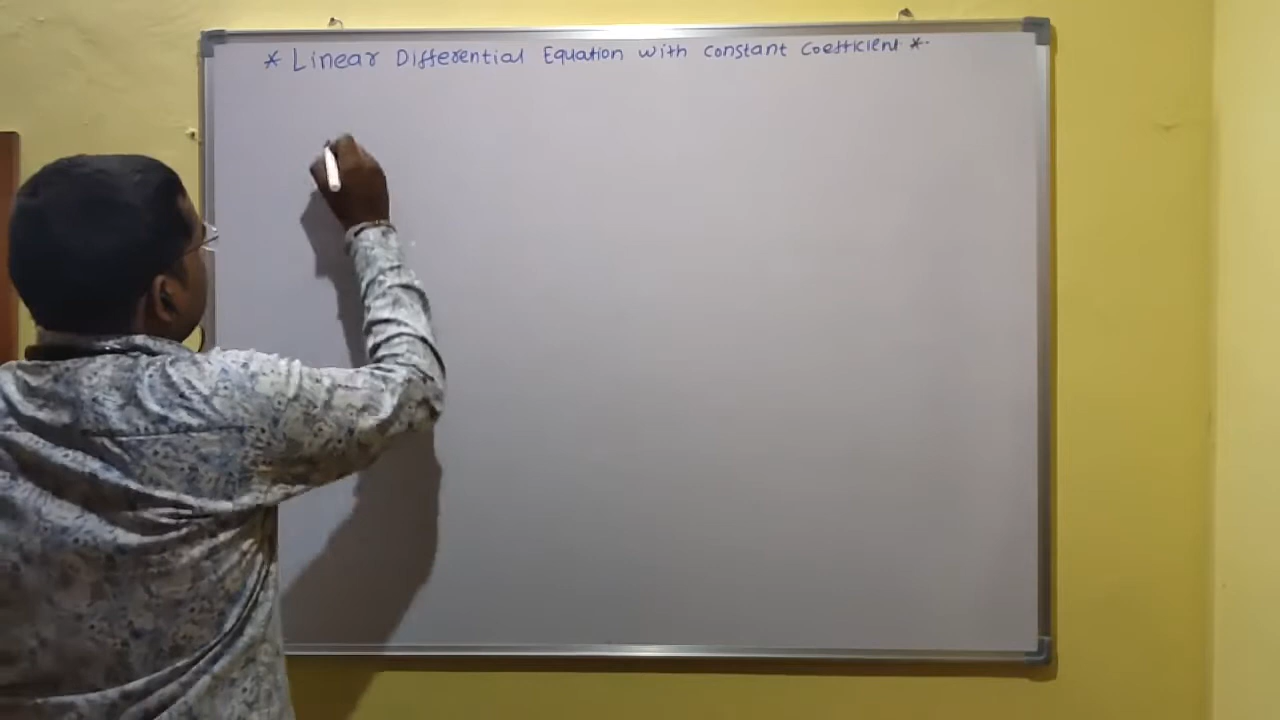 * Linear Differential Equation with constant coefficient *